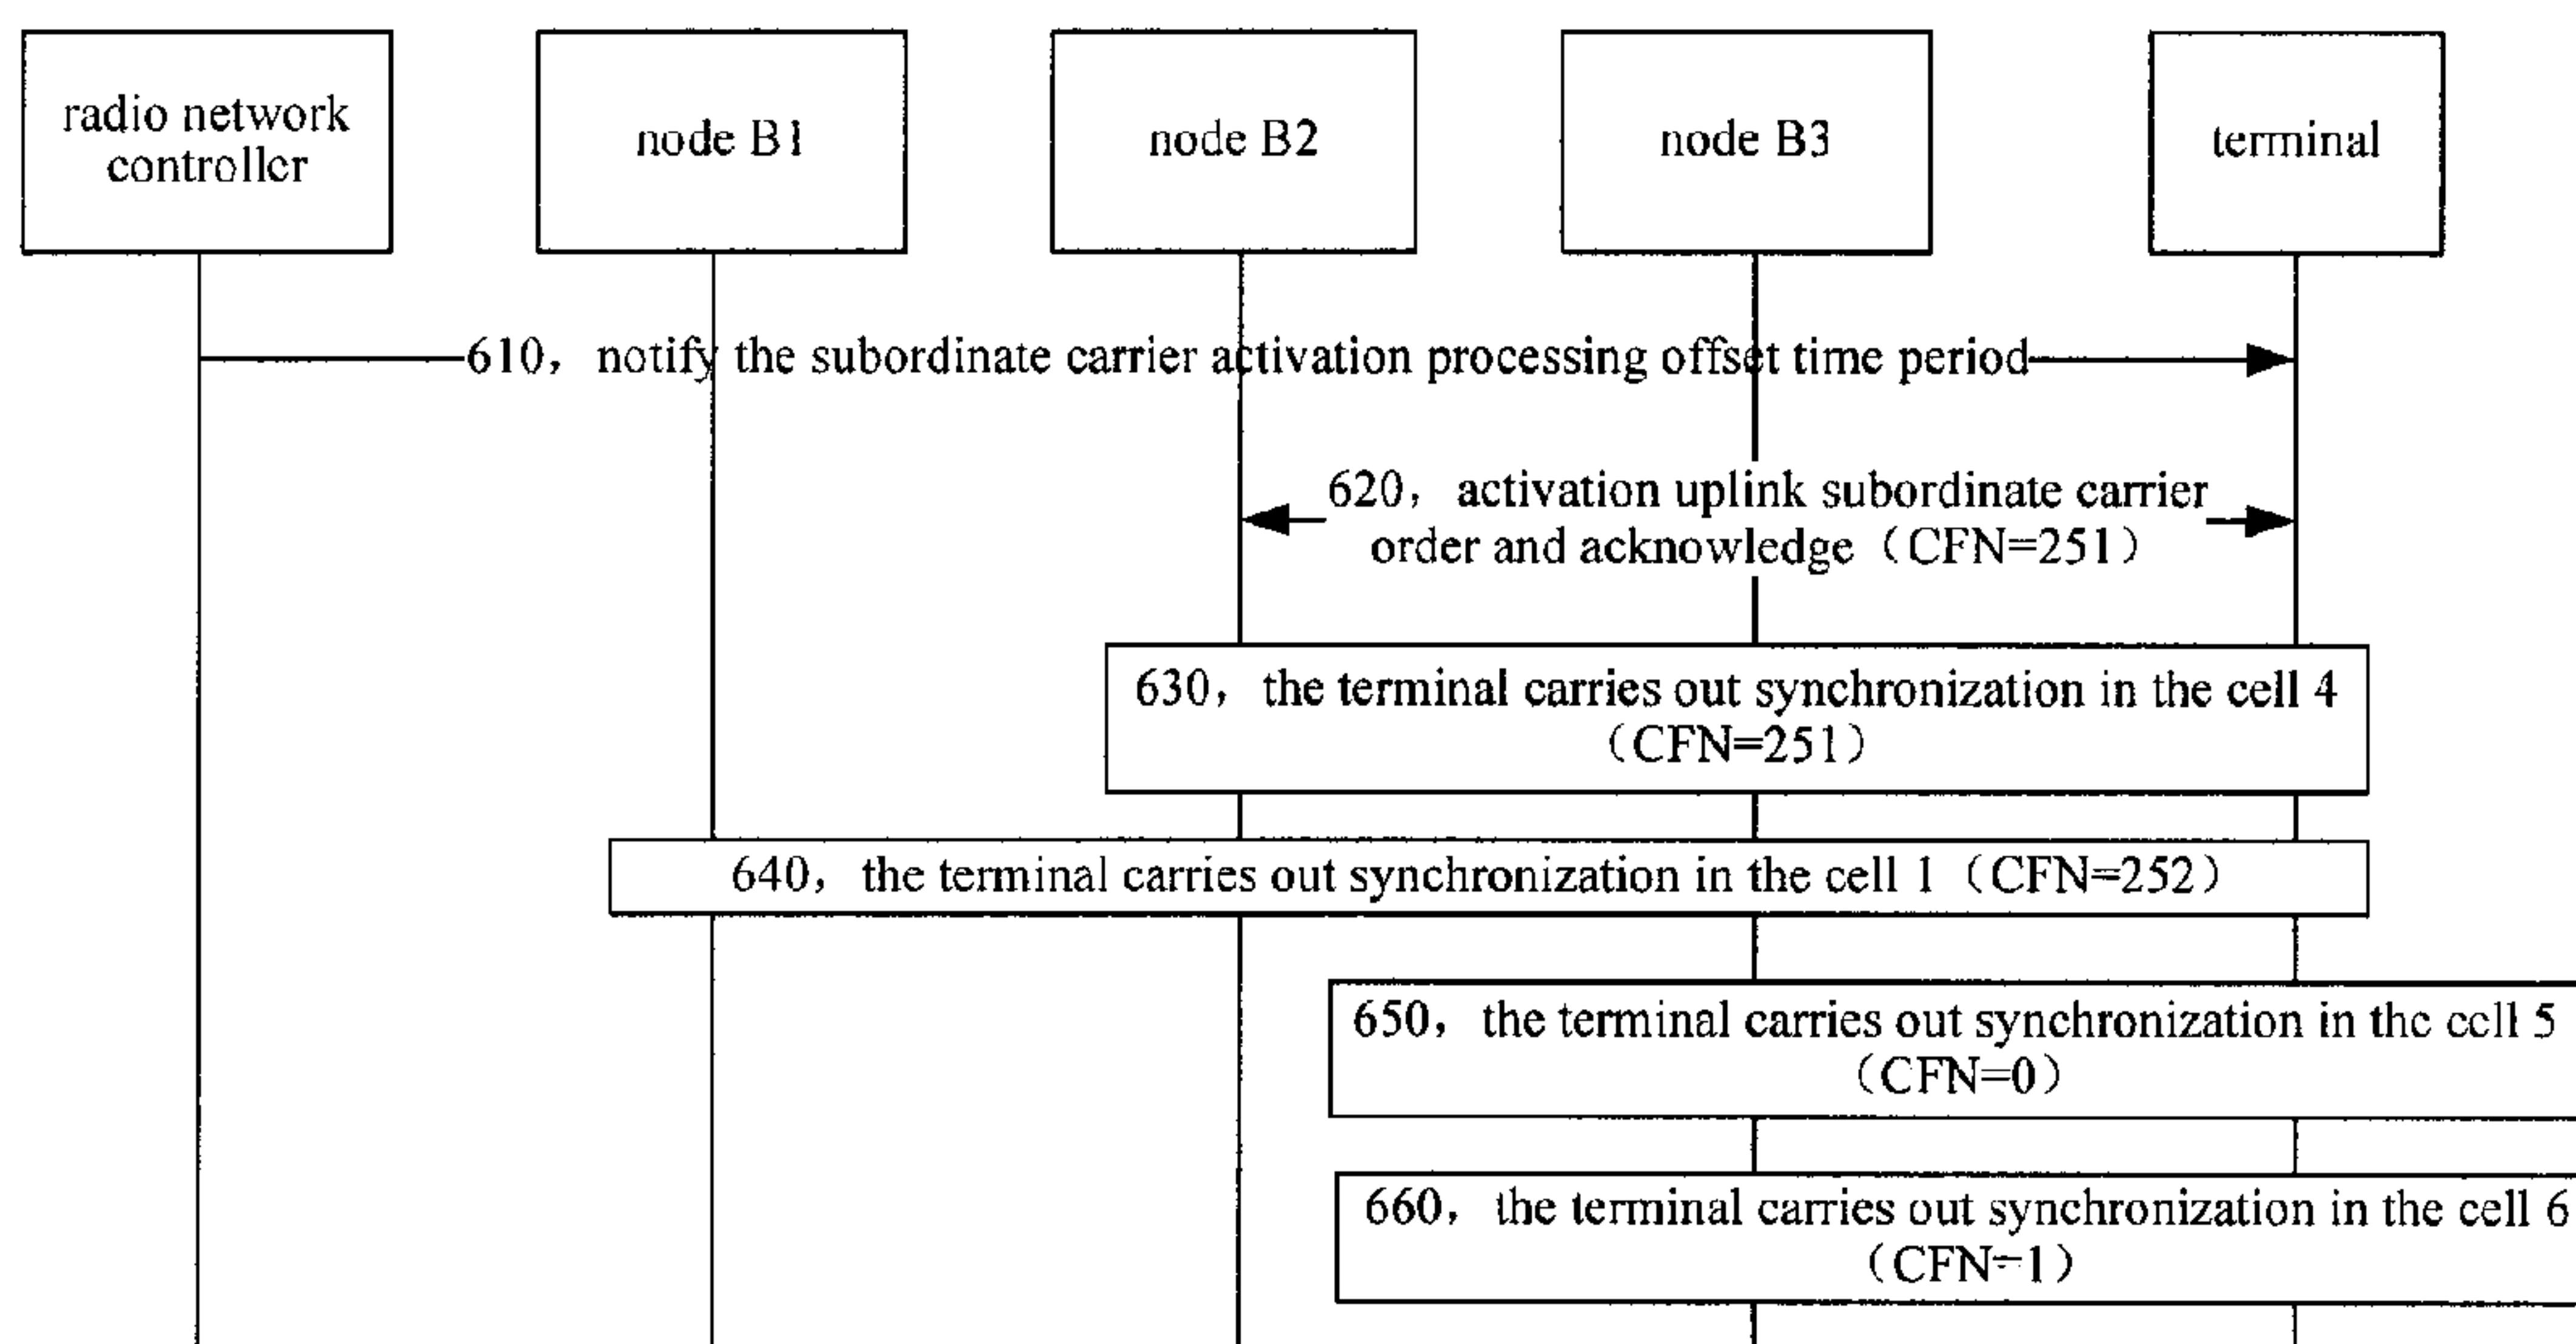 radio network
controller
node B1
node B2
node B3
terminal
610， notify the subordinate carrier activation processing offset time period
620， activation uplink subordinate carrier
order and acknowledge（CFN=251）
630， the terminal carries out synchronization in the cell 4
（CFN=251）
640， the terminal carries out synchronization in the cell 1（CFN=252）
650， the terminal carries out synchronization in the cell 5
（CFN=0）
660， the terminal carries out synchronization in the cell 6
（CFN=1）